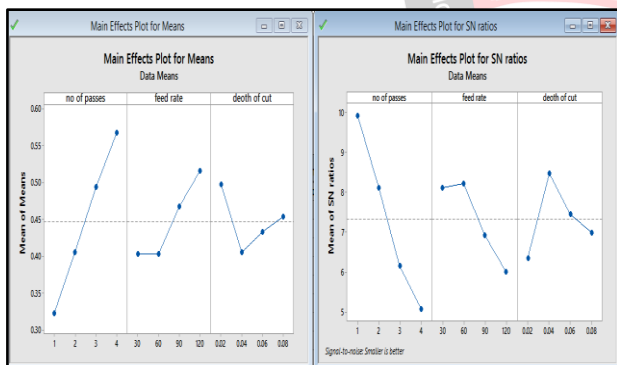 Main Effects Plot for Means
Main Effects Plot for Means
Data Means
no of passes feed rate deoth of cut
Mean of Means
0.60
0.55
0.50
0.45
0.40
0.35
0.30
1 2 3 4 30 60 90 120 0.02 0.04 0.06 0.08
Main Effects Plot for SN ratios
Main Effects Plot for SN ratios
Data Means
no of passes feed rate deoth of cut
Mean of SN ratios
10
9
8
7
6
5
1 2 3 4 30 60 90 120 0.02 0.04 0.06 0.08
Signal-to-noise: Smaller is better